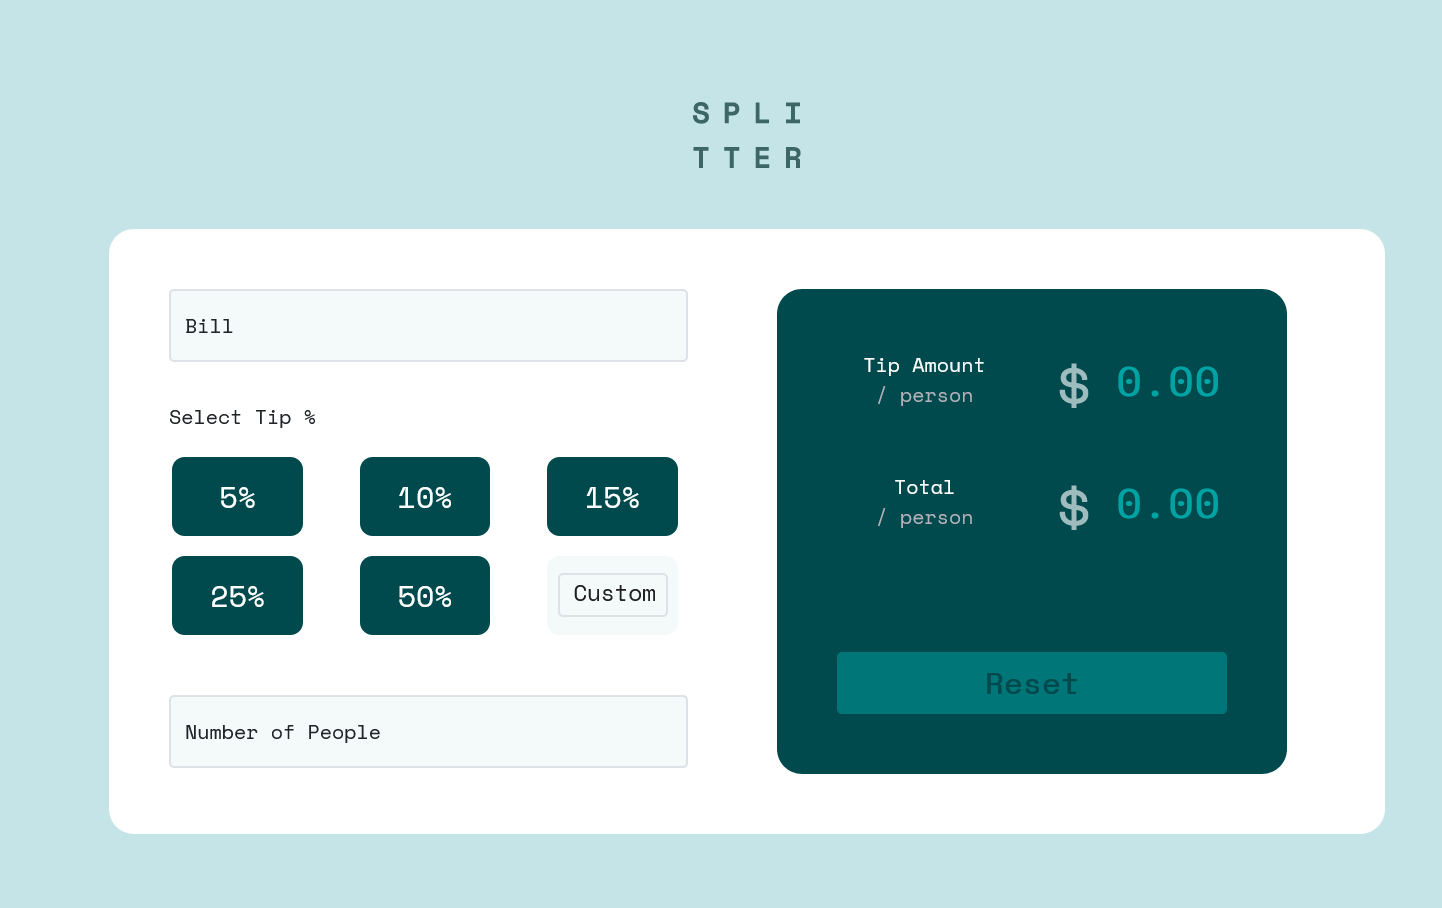 SPLI
TTER
Bill
Select Tip %
5%
10%
15%
25%
50%
Custom
Number of People
Tip Amount
/ person
$ 0.00
Total
/ person
$ 0.00
Reset